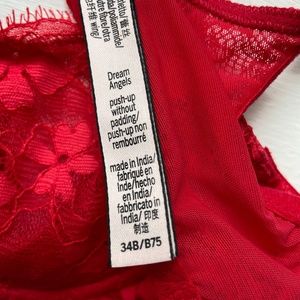 Dream
Angels
push-up
without
padding/
push-up non
rembourré
made in India/
fabriqué en
Inde/hecho
en India/
fabbricato in
India/ 印度
制造
34B/B75